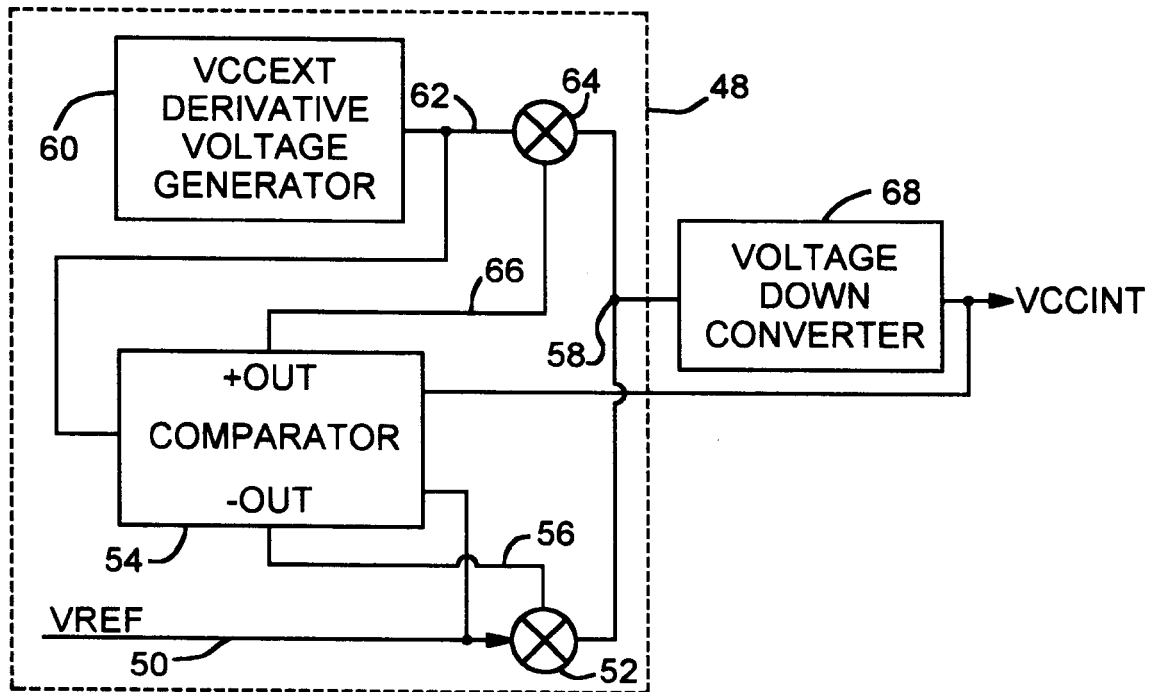 VCCEXT
DERIVATIVE
VOLTAGE
GENERATOR
60
62
64
48
68
VOLTAGE
DOWN
CONVERTER
VCCINT
66
58
+OUT
COMPARATOR
-OUT
54
56
VREF
50
52